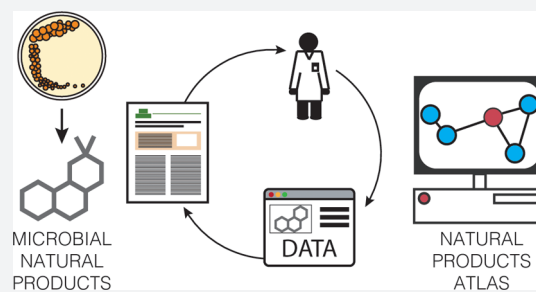 MICROBIAL
NATURAL
PRODUCTS
DATA
NATURAL
PRODUCTS
ATLAS